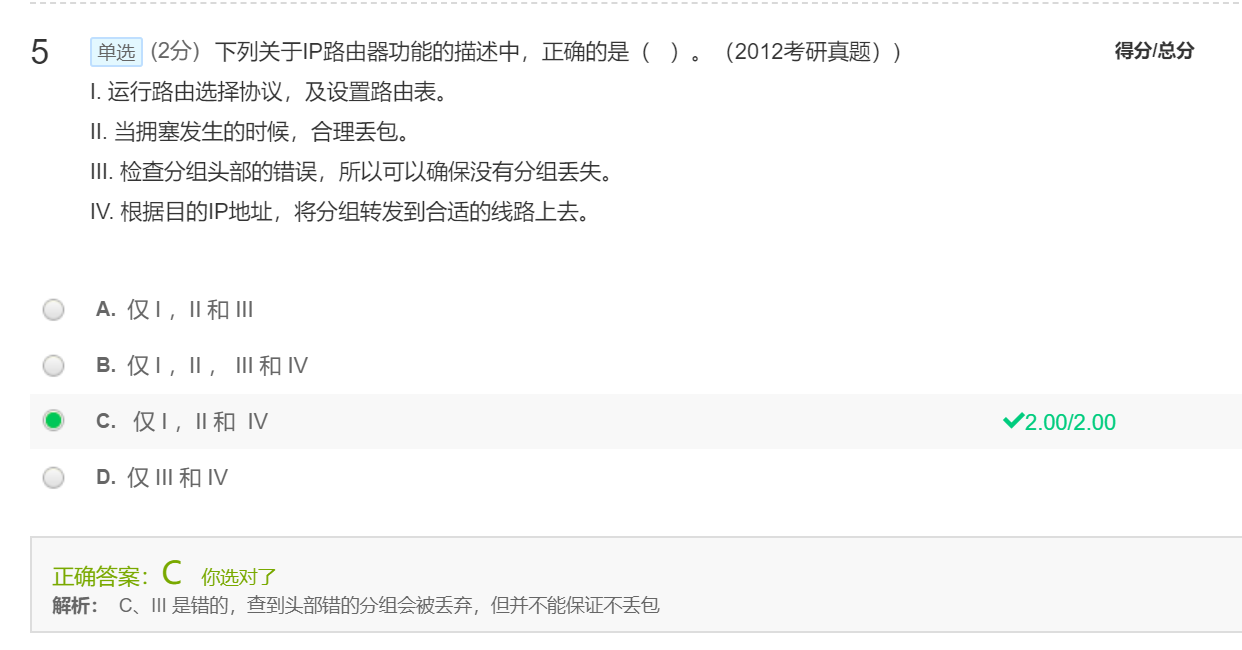 5 单选 (2分) 下列关于IP路由器功能的描述中，正确的是（ ）。（2012考研真题）） 得分/总分
I. 运行路由选择协议，及设置路由表。
II. 当拥塞发生的时候，合理丢包。
III. 检查分组头部的错误，所以可以确保没有分组丢失。
IV. 根据目的IP地址，将分组转发到合适的线路上去。
A. 仅 I ，II 和 III
B. 仅 I ，II ， III 和 IV
C. 仅 I ，II 和 IV 2.00/2.00
D. 仅 III 和 IV
正确答案：C 你选对了
解析： C、III 是错的，查到头部错的分组会被丢弃，但并不能保证不丢包